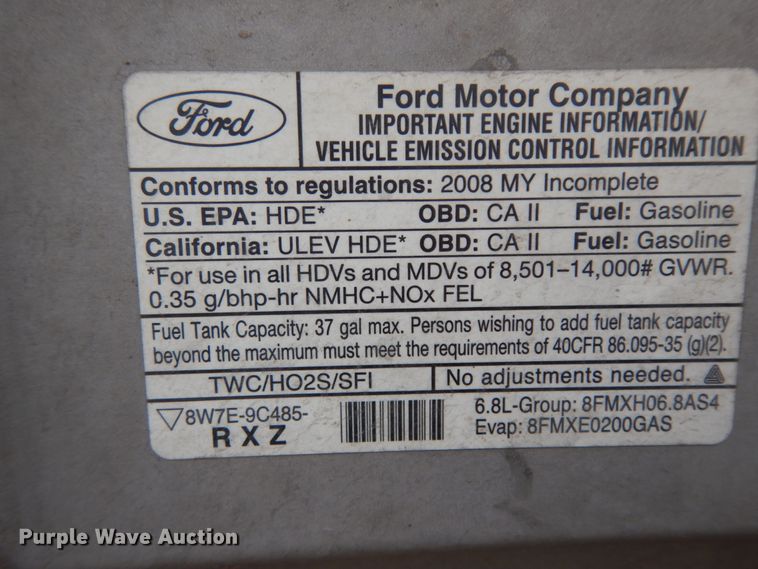 Ford
Ford Motor Company
IMPORTANT ENGINE INFORMATION/
VEHICLE EMISSION CONTROL INFORMATION
Conforms to regulations: 2008 MY Incomplete
U.S. EPA: HDE* OBD: CA II Fuel: Gasoline
California: ULEV HDE* OBD: CA II Fuel: Gasoline
*For use in all HDVs and MDVs of 8,501–14,000# GVWR.
0.35 g/bhp-hr NMHC+NOx FEL
Fuel Tank Capacity: 37 gal max. Persons wishing to add fuel tank capacity
beyond the maximum must meet the requirements of 40CFR 86.095-35 (g)(2).
TWC/HO2S/SFI No adjustments needed.
8W7E-9C485-
R X Z
6.8L-Group: 8FMXH06.8AS4
Evap: 8FMXE0200GAS
Purple Wave Auction